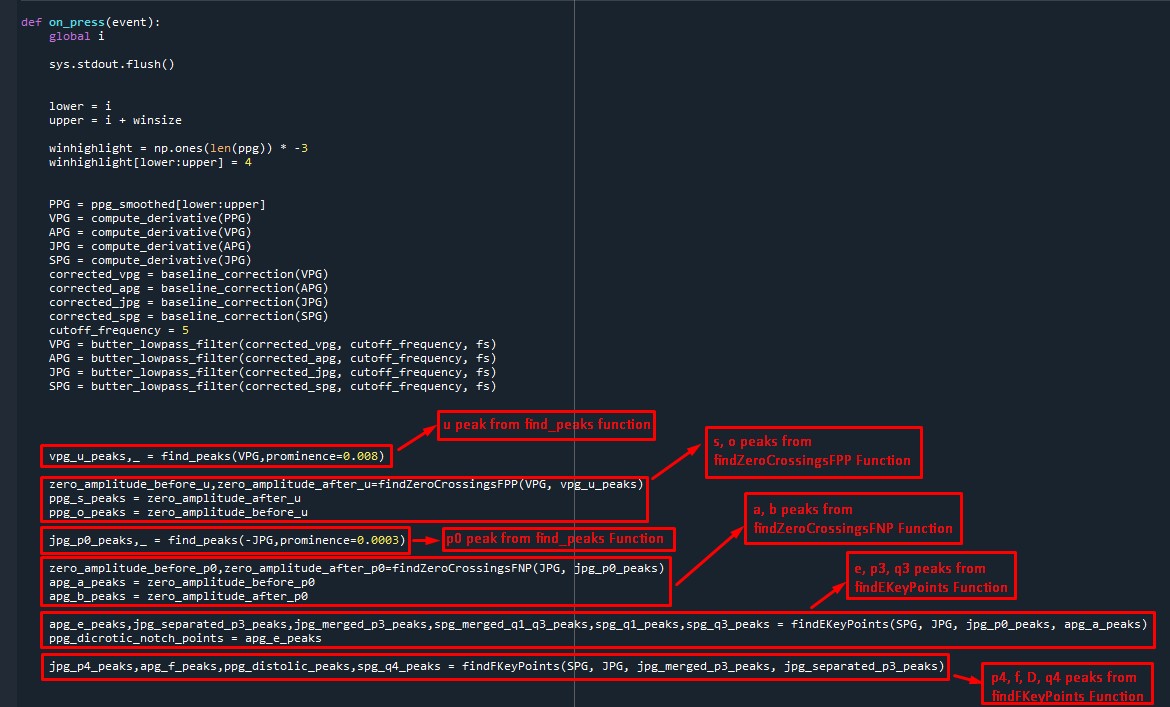 def on_press(event):
global i
sys.stdout.flush()
lower = i
upper = i + winsize
winhighlight = np.ones(len(ppg)) * -3
winhighlight[lower:upper] = 4
PPG = ppg_smoothed[lower:upper]
VPG = compute_derivative(PPG)
APG = compute_derivative(VPG)
JPG = compute_derivative(APG)
SPG = compute_derivative(JPG)
corrected_vpg = baseline_correction(VPG)
corrected_apg = baseline_correction(APG)
corrected_jpg = baseline_correction(JPG)
corrected_spg = baseline_correction(SPG)
cutoff_frequency = 5
VPG = butter_lowpass_filter(corrected_vpg, cutoff_frequency, fs)
APG = butter_lowpass_filter(corrected_apg, cutoff_frequency, fs)
JPG = butter_lowpass_filter(corrected_jpg, cutoff_frequency, fs)
SPG = butter_lowpass_filter(corrected_spg, cutoff_frequency, fs)
u peak from find_peaks function
vpg_u_peaks,_ = find_peaks(VPG,prominence=0.008)
s, o peaks from
findZeroCrossingsFPP Function
zero_amplitude_before_u,zero_amplitude_after_u=findZeroCrossingsFPP(VPG, vpg_u_peaks)
ppg_s_peaks = zero_amplitude_after_u
ppg_o_peaks = zero_amplitude_before_u
a, b peaks from
findZeroCrossingsFNP Function
jpg_p0_peaks,_ = find_peaks(-JPG,prominence=0.0003)
p0 peak from find_peaks Function
zero_amplitude_before_p0,zero_amplitude_after_p0=findZeroCrossingsFNP(JPG, jpg_p0_peaks)
apg_a_peaks = zero_amplitude_before_p0
apg_b_peaks = zero_amplitude_after_p0
e, p3, q3 peaks from
findEKeyPoints Function
apg_e_peaks,jpg_separated_p3_peaks,jpg_merged_p3_peaks,spg_merged_q1_q3_peaks,spg_q1_peaks,spg_q3_peaks = findEKeyPoints(SPG, JPG, jpg_p0_peaks, apg_a_peaks)
ppg_dicrotic_notch_points = apg_e_peaks
jpg_p4_peaks,apg_f_peaks,ppg_distolic_peaks,spg_q4_peaks = findFKeyPoints(SPG, JPG, jpg_merged_p3_peaks, jpg_separated_p3_peaks)
p4, f, D, q4 peaks from
findFKeyPoints Function